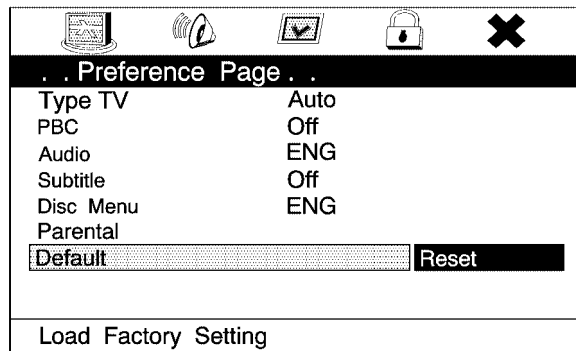 . . Preference Page . .
Type TV Auto
PBC Off
Audio ENG
Subtitle Off
Disc Menu ENG
Parental
Default Reset
Load Factory Setting